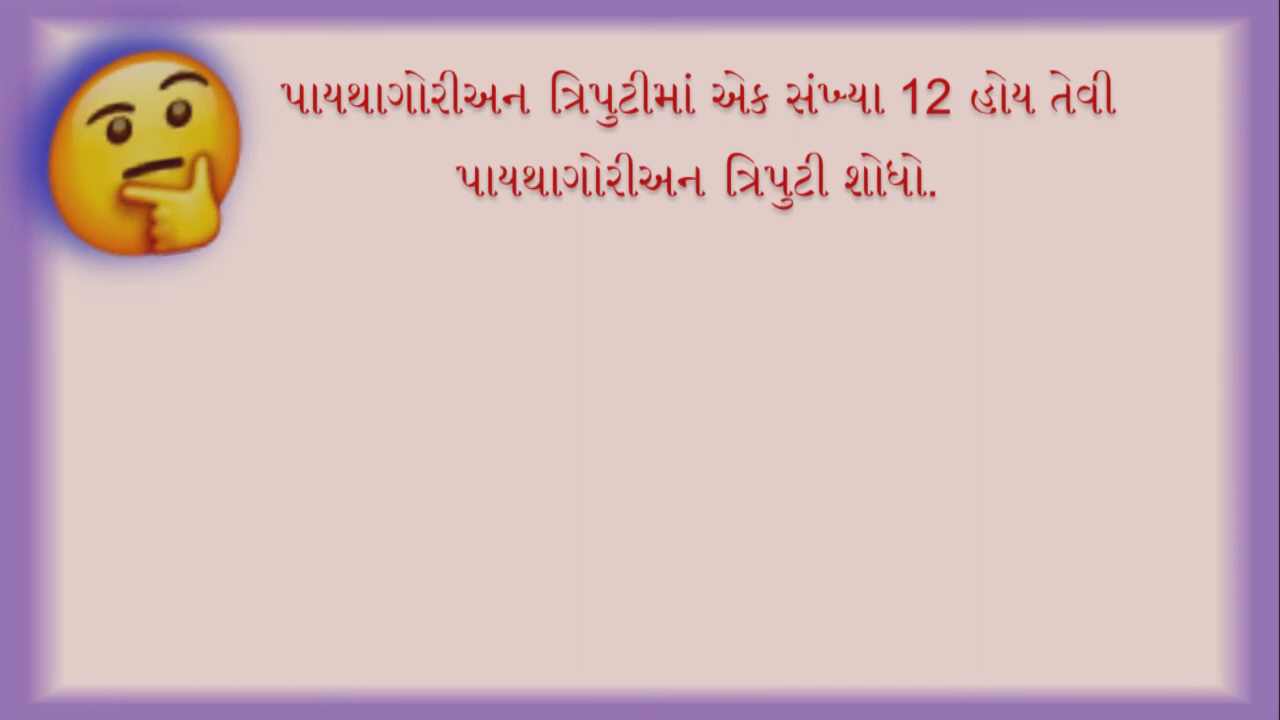 પાયથાગોરીઅન ત્રિપુટીમાં એક સંખ્યા 12 હોય તેવી
પાયથાગોરીઅન ત્રિપુટી શોધો.